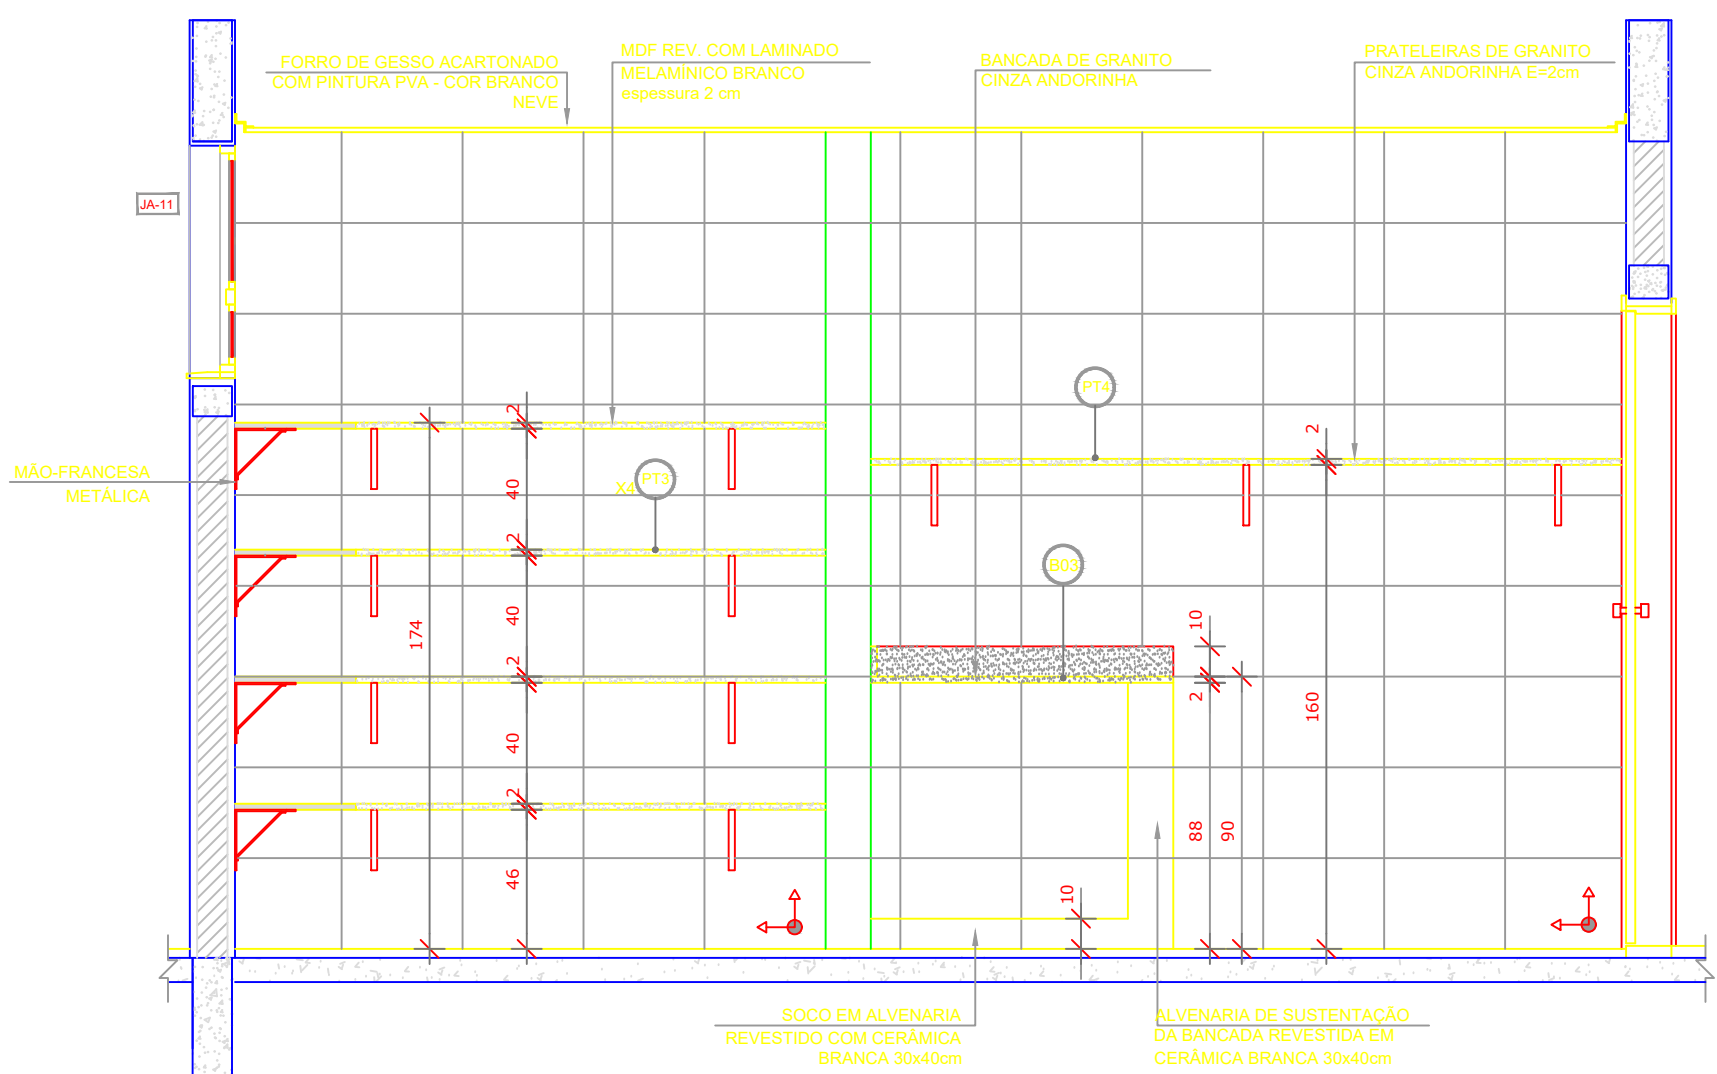 FORRO DE GESSO ACARTONADO
COM PINTURA PVA - COR BRANCO
NEVE
MDF REV. COM LAMINADO
MELAMÍNICO BRANCO
espessura 2 cm
BANCADA DE GRANITO
CINZA ANDORINHA
PRATELEIRAS DE GRANITO
CINZA ANDORINHA E=2cm
JA-11
MÃO-FRANCESA
METÁLICA
X4
PT3
PT4
B03
174
2
40
2
40
2
40
2
46
10
2
88
90
2
160
10
SOCO EM ALVENARIA
REVESTIDO COM CERÂMICA
BRANCA 30x40cm
ALVENARIA DE SUSTENTAÇÃO
DA BANCADA REVESTIDA EM
CERÂMICA BRANCA 30x40cm